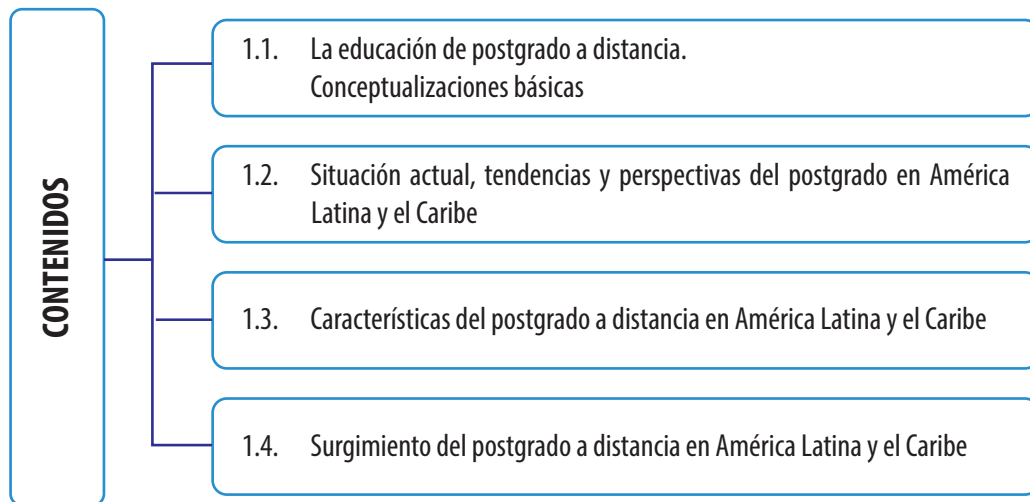 CONTENIDOS
1.1. La educación de postgrado a distancia.
Conceptualizaciones básicas
1.2. Situación actual, tendencias y perspectivas del postgrado en América
Latina y el Caribe
1.3. Características del postgrado a distancia en América Latina y el Caribe
1.4. Surgimiento del postgrado a distancia en América Latina y el Caribe